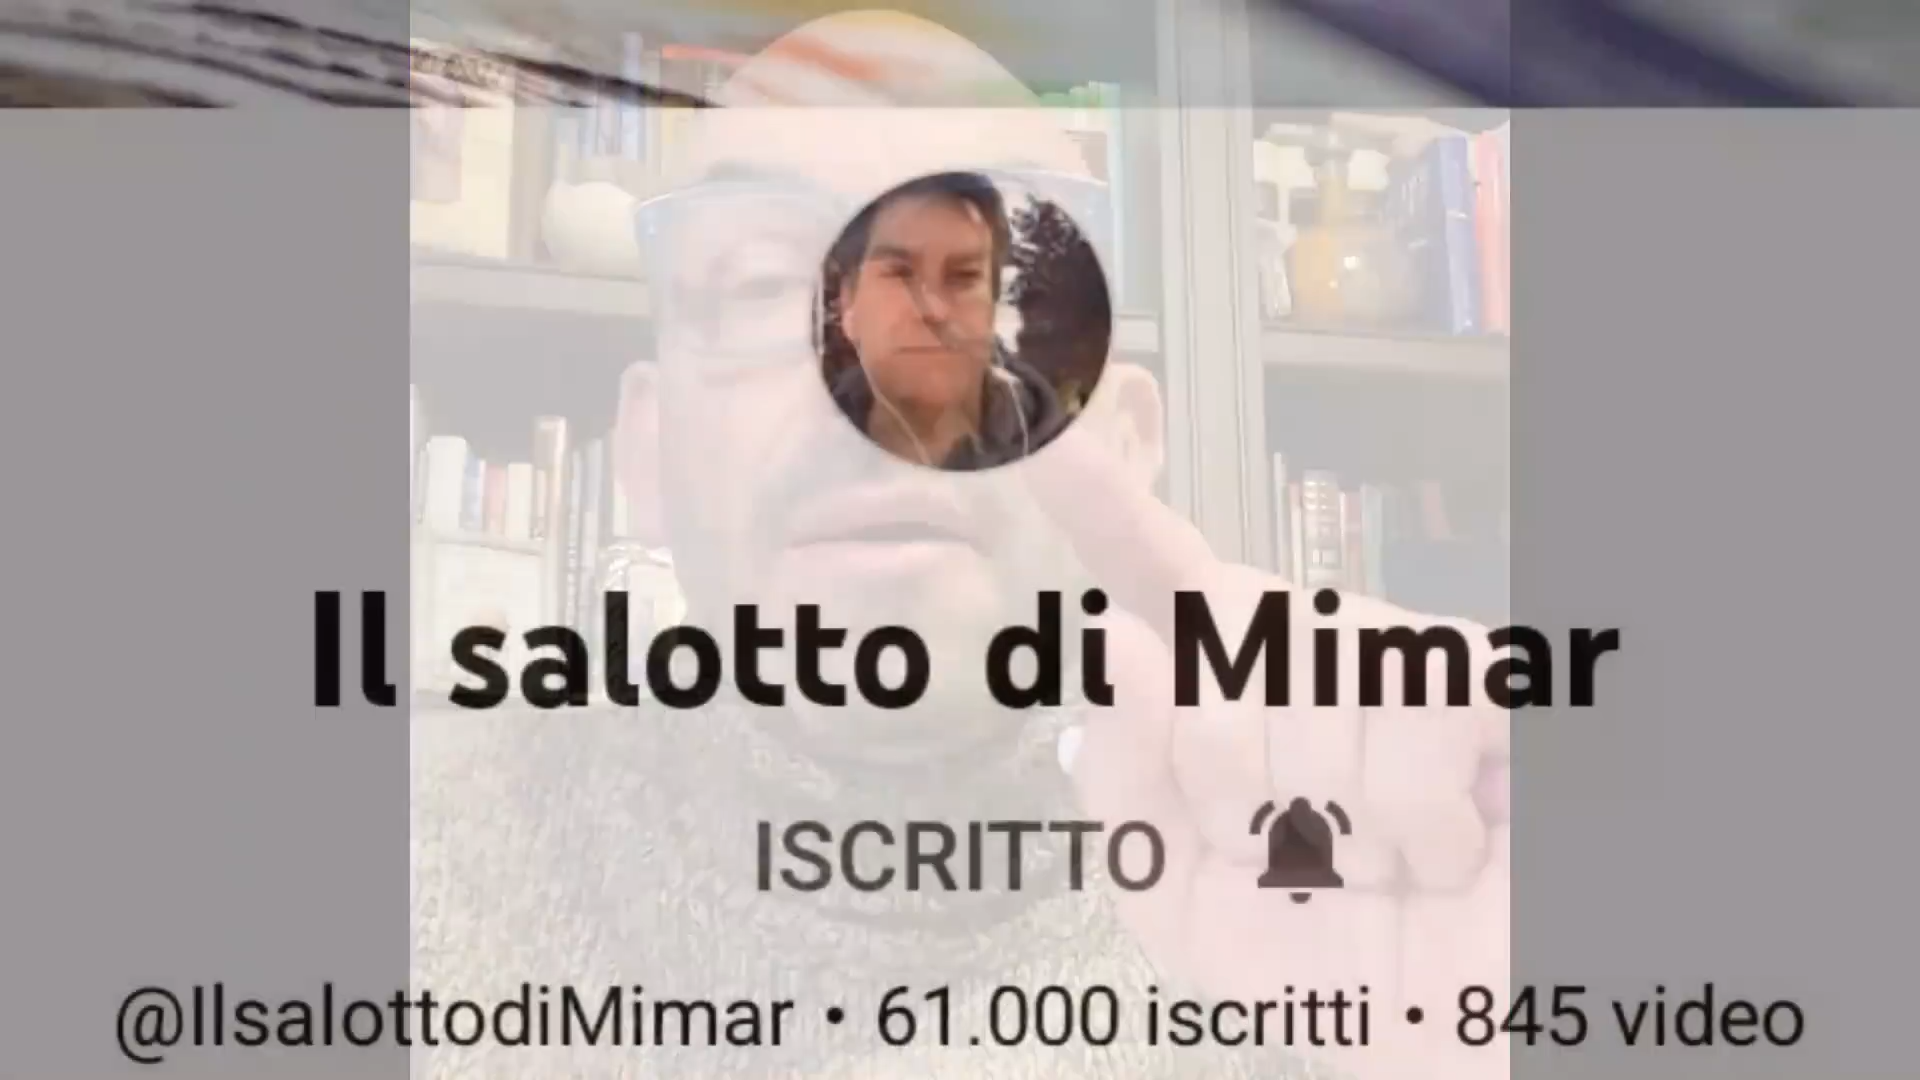 Il salotto di Mimar
ISCRITTO
@IlsalottodiMimar • 61.000 iscritti • 845 video